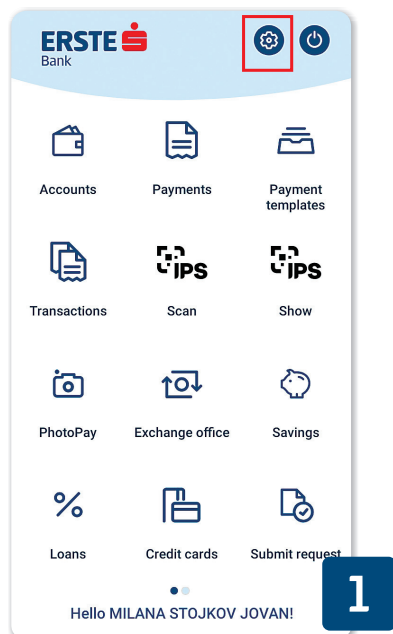 ERSTE
Bank
Accounts
Payments
Payment
templates
Transactions
IPS
Scan
IPS
Show
PhotoPay
Exchange office
Savings
Loans
Credit cards
Submit request
Hello MILANA STOJKOV JOVAN!
1